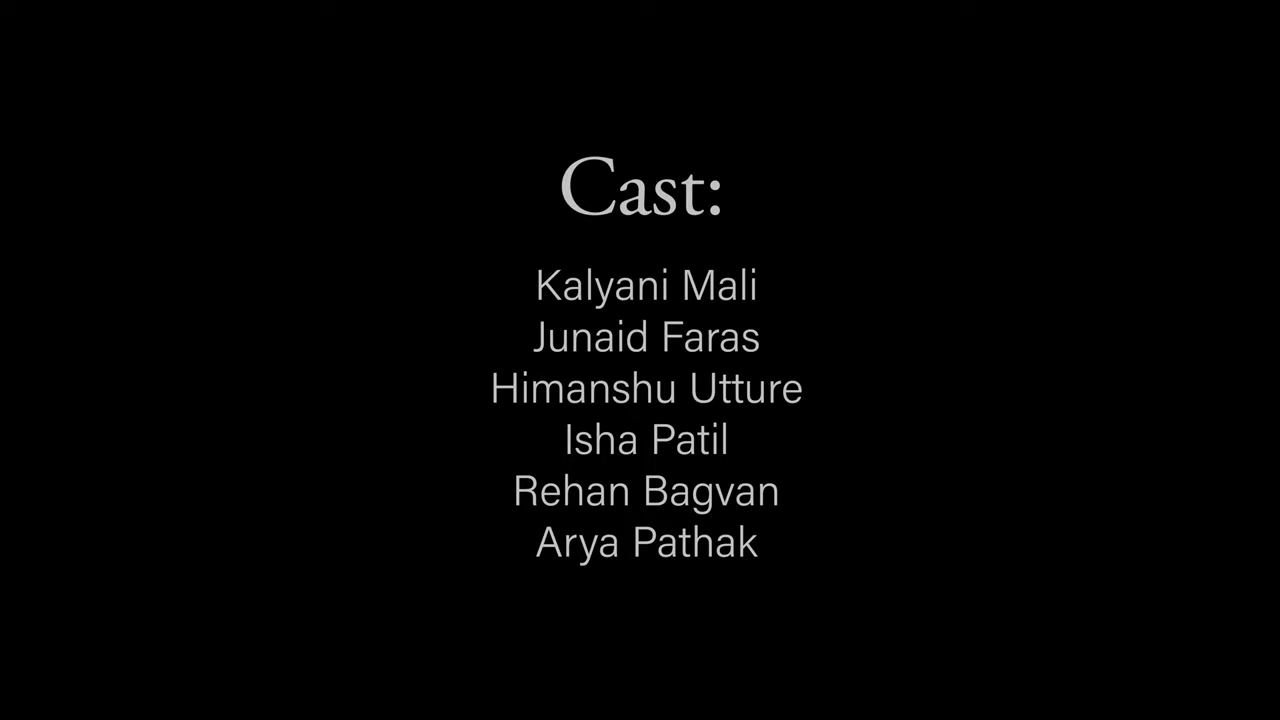 Cast:
Kalyani Mali
Junaid Faras
Himanshu Utture
Isha Patil
Rehan Bagvan
Arya Pathak